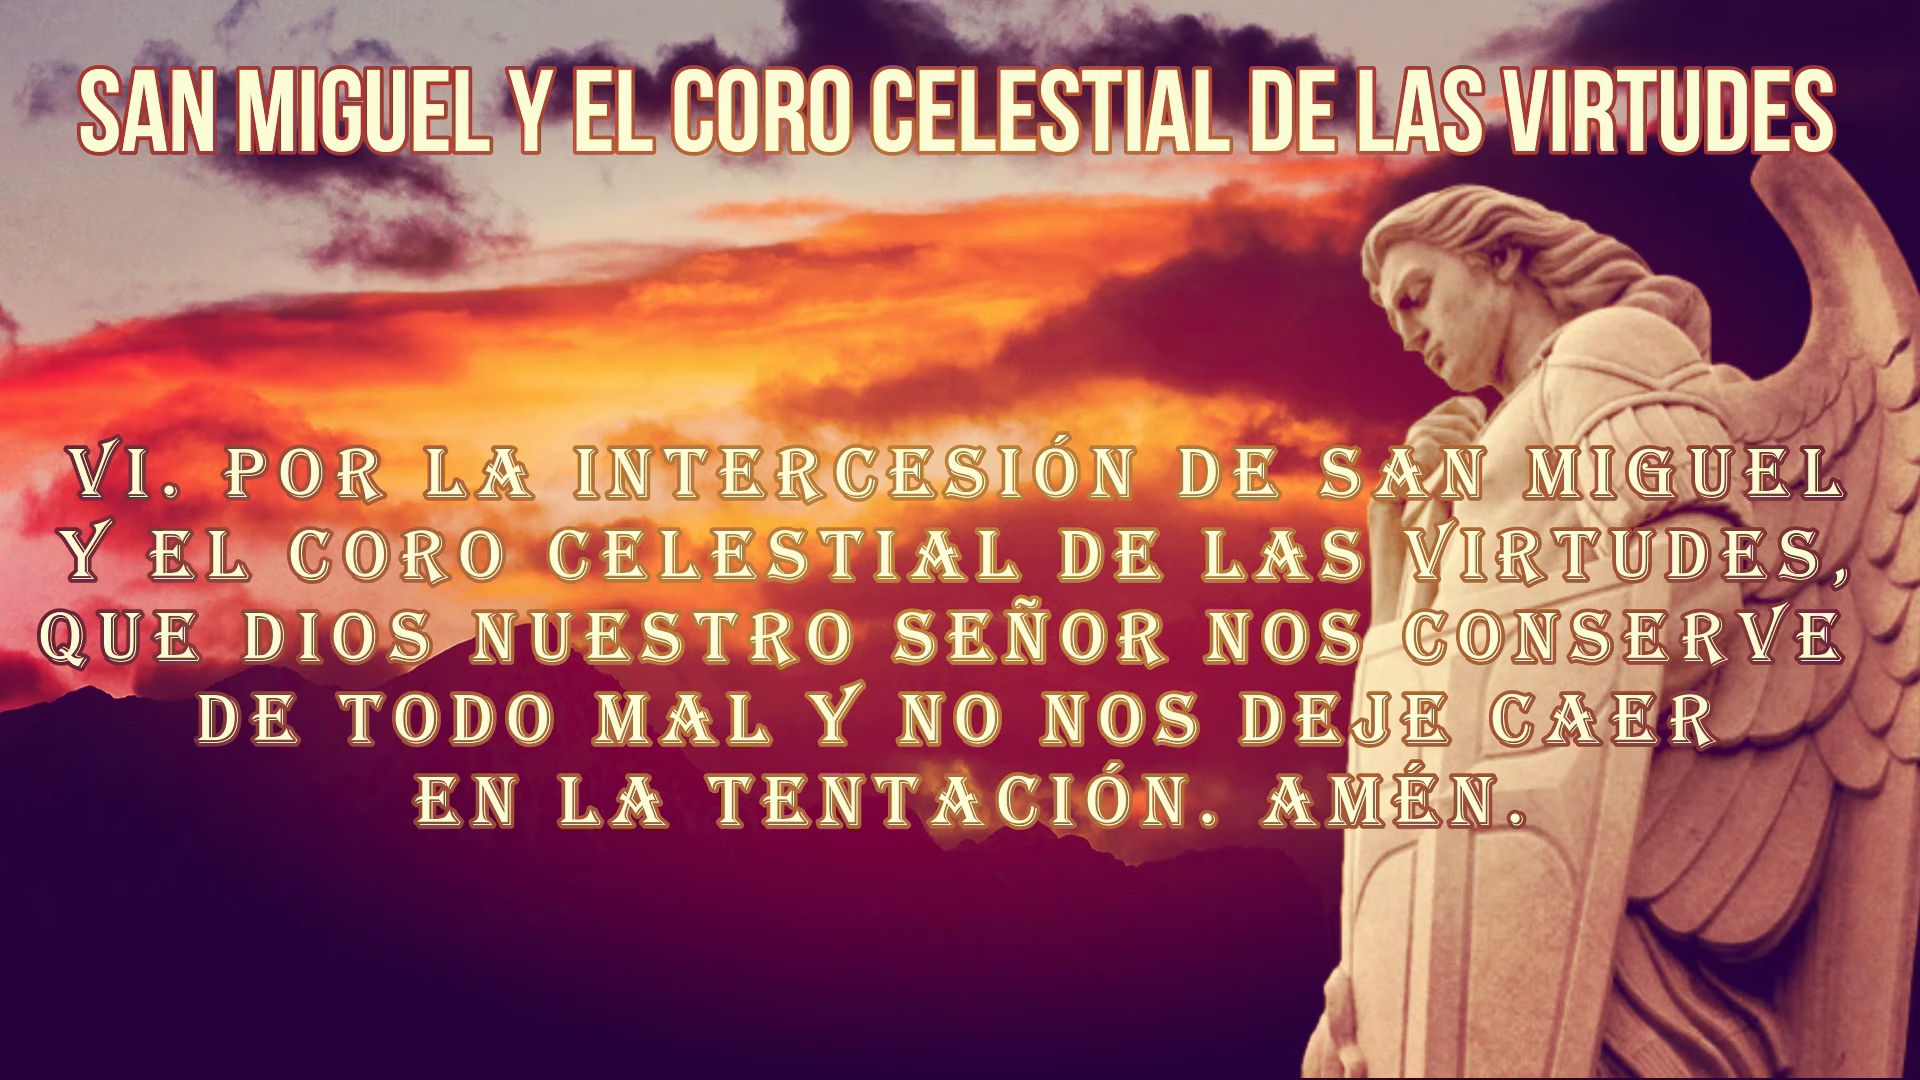 SAN MIGUEL Y EL CORO CELESTIAL DE LAS VIRTUDES
VI. POR LA INTERCESIÓN DE SAN MIGUEL
Y EL CORO CELESTIAL DE LAS VIRTUDES,
QUE DIOS NUESTRO SEÑOR NOS CONSERVE
DE TODO MAL Y NO NOS DEJE CAER
EN LA TENTACIÓN. AMÉN.